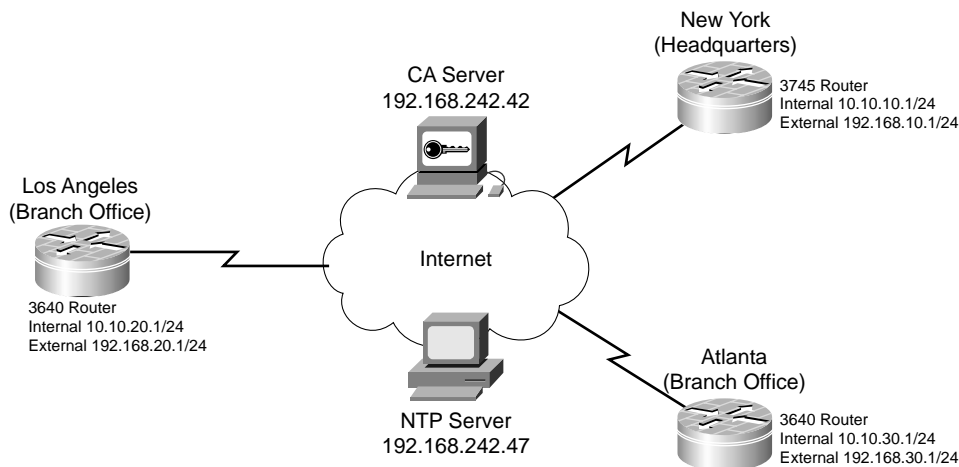 New York
(Headquarters)
3745 Router
Internal 10.10.10.1/24
External 192.168.10.1/24
CA Server
192.168.242.42
Los Angeles
(Branch Office)
3640 Router
Internal 10.10.20.1/24
External 192.168.20.1/24
Internet
NTP Server
192.168.242.47
Atlanta
(Branch Office)
3640 Router
Internal 10.10.30.1/24
External 192.168.30.1/24